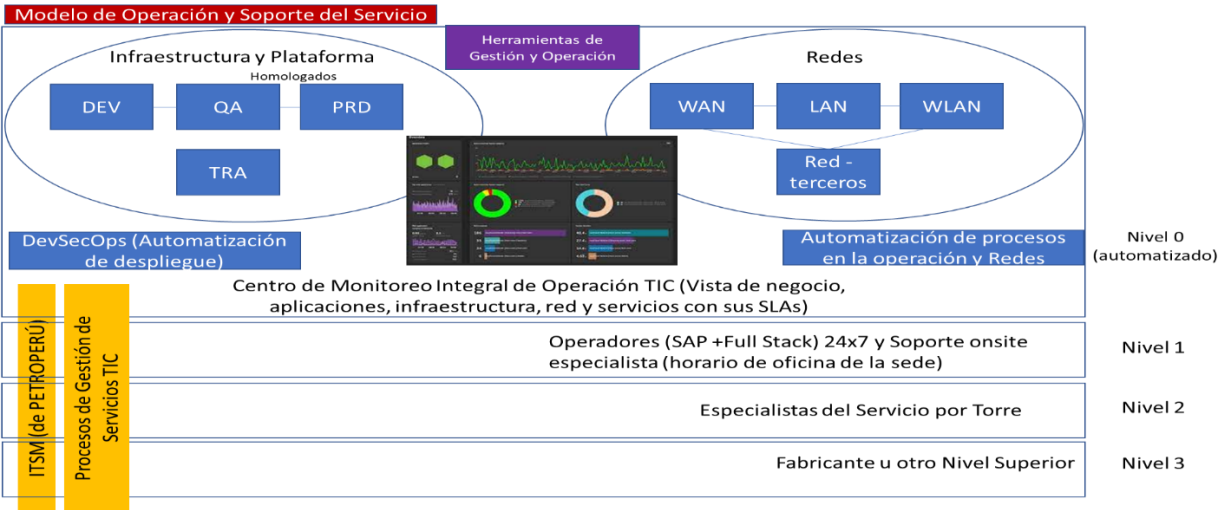 Modelo de Operación y Soporte del Servicio
Herramientas de
Gestión y Operación
Infraestructura y Plataforma
Homologados
DEV
QA
PRD
TRA
Redes
WAN
LAN
WLAN
Red -
terceros
DevSecOps (Automatización
de despliegue)
Automatización de procesos
en la operación y Redes
Nivel 0
(automatizado)
Centro de Monitoreo Integral de Operación TIC (Vista de negocio,
aplicaciones, infraestructura, red y servicios con sus SLAs)
ITSM (de PETROPERÚ)
Procesos de Gestión de
Servicios TIC
Operadores (SAP +Full Stack) 24x7 y Soporte onsite
especialista (horario de oficina de la sede)
Nivel 1
Especialistas del Servicio por Torre
Nivel 2
Fabricante u otro Nivel Superior
Nivel 3